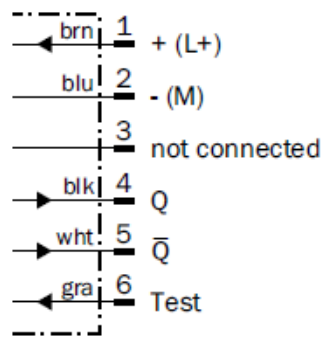 brn 1 + (L+)
blu 2 - (M)
3 not connected
blk 4 Q
wht 5 Q̅
gra 6 Test